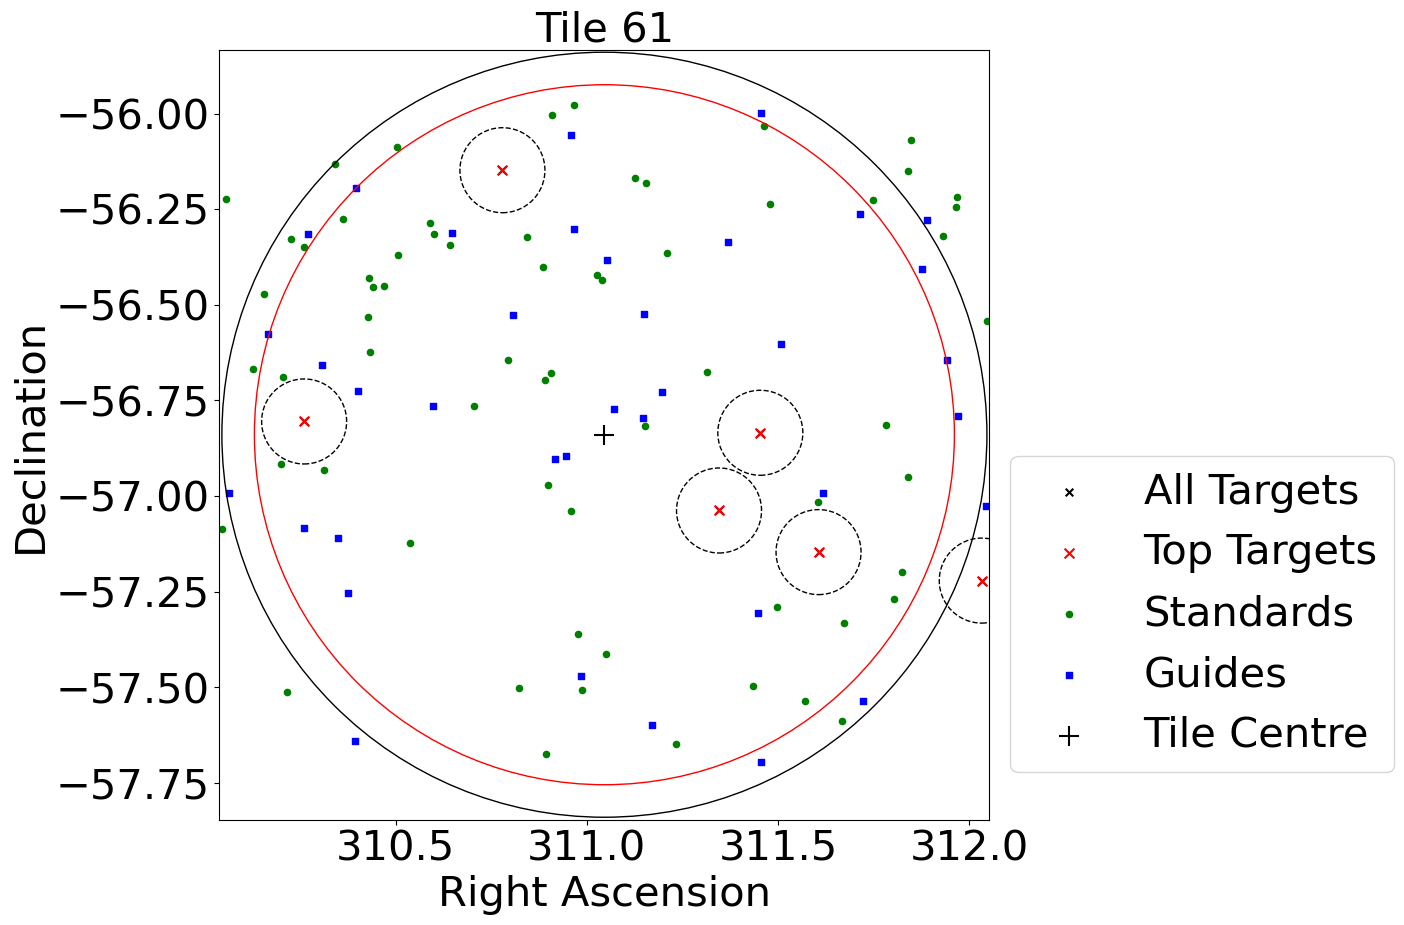 Tile 61
−56.00
−56.25
−56.50
−56.75
−57.00
−57.25
−57.50
−57.75
Declination
310.5 311.0 311.5 312.0
Right Ascension
All Targets
Top Targets
Standards
Guides
Tile Centre